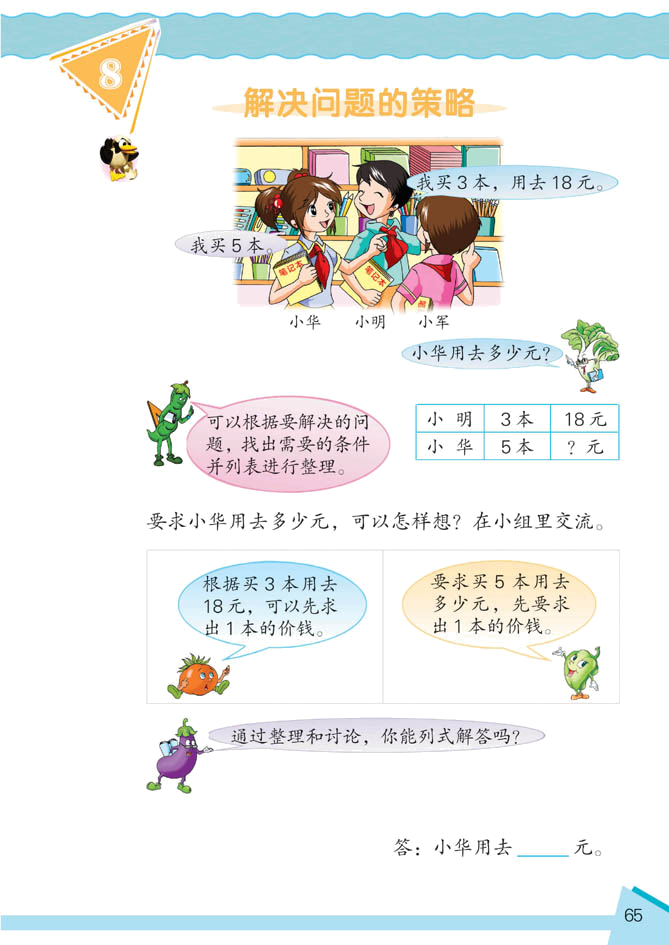 8
解决问题的策略
我买3本，用去18元。
我买5本。
笔记本
笔记本
小华 小明 小军
小华用去多少元？
可以根据要解决的问
题，找出需要的条件
并列表进行整理。
小 明 3本 18元
小 华 5本 ？元
要求小华用去多少元，可以怎样想？在小组里交流。
根据买 3 本用去
18元，可以先求
出1本的价钱。
要求买 5 本用去
多少元，先要求
出1本的价钱。
通过整理和讨论，你能列式解答吗？
答：小华用去 元。
65